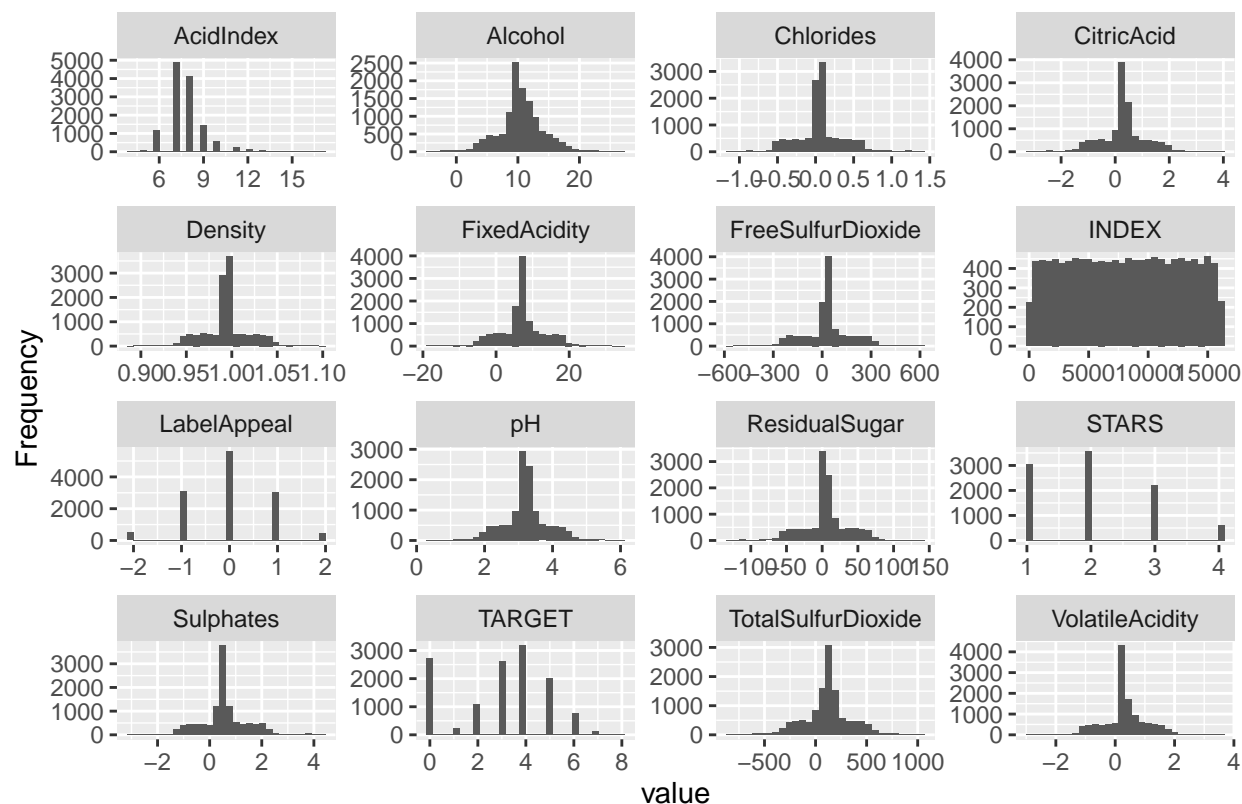 AcidIndex Alcohol Chlorides CitricAcid
5000 4000 3000 2000 1000 0
2500 2000 1500 1000 500 0
3000 2000 1000 0
4000 3000 2000 1000 0
6 9 12 15
0 10 20
−1.0 −0.5 0.0 0.5 1.0 1.5
−2 0 2 4
Density FixedAcidity FreeSulfurDioxide INDEX
3000 2000 1000 0
4000 3000 2000 1000 0
4000 3000 2000 1000 0
400 300 200 100 0
0.90 0.95 1.00 1.05 1.10
−20 0 20
−600 −300 0 300 600
0 5000 10000 15000
LabelAppeal pH ResidualSugar STARS
4000 2000 0
3000 2000 1000 0
3000 2000 1000 0
3000 2000 1000 0
−2 −1 0 1 2
0 2 4 6
−100 −50 0 50 100 150
1 2 3 4
Sulphates TARGET TotalSulfurDioxide VolatileAcidity
3000 2000 1000 0
3000 2000 1000 0
3000 2000 1000 0
4000 3000 2000 1000 0
−2 0 2 4
0 2 4 6 8
−500 0 500 1000
−2 0 2 4
Frequency
value